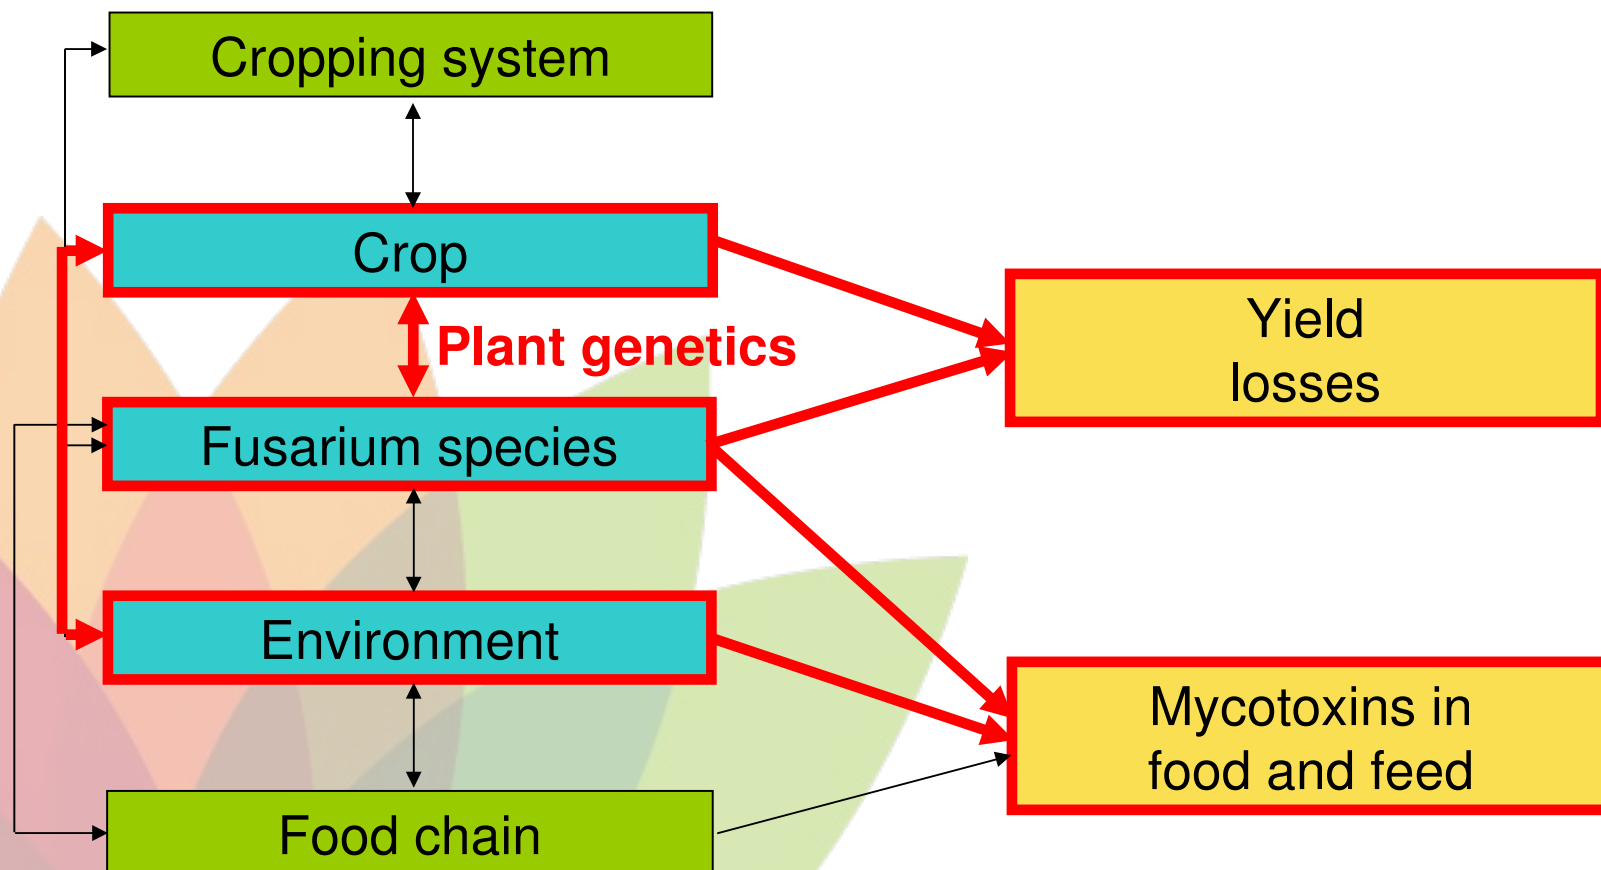 Cropping system
Crop
Plant genetics
Yield
losses
Fusarium species
Environment
Mycotoxins in
food and feed
Food chain